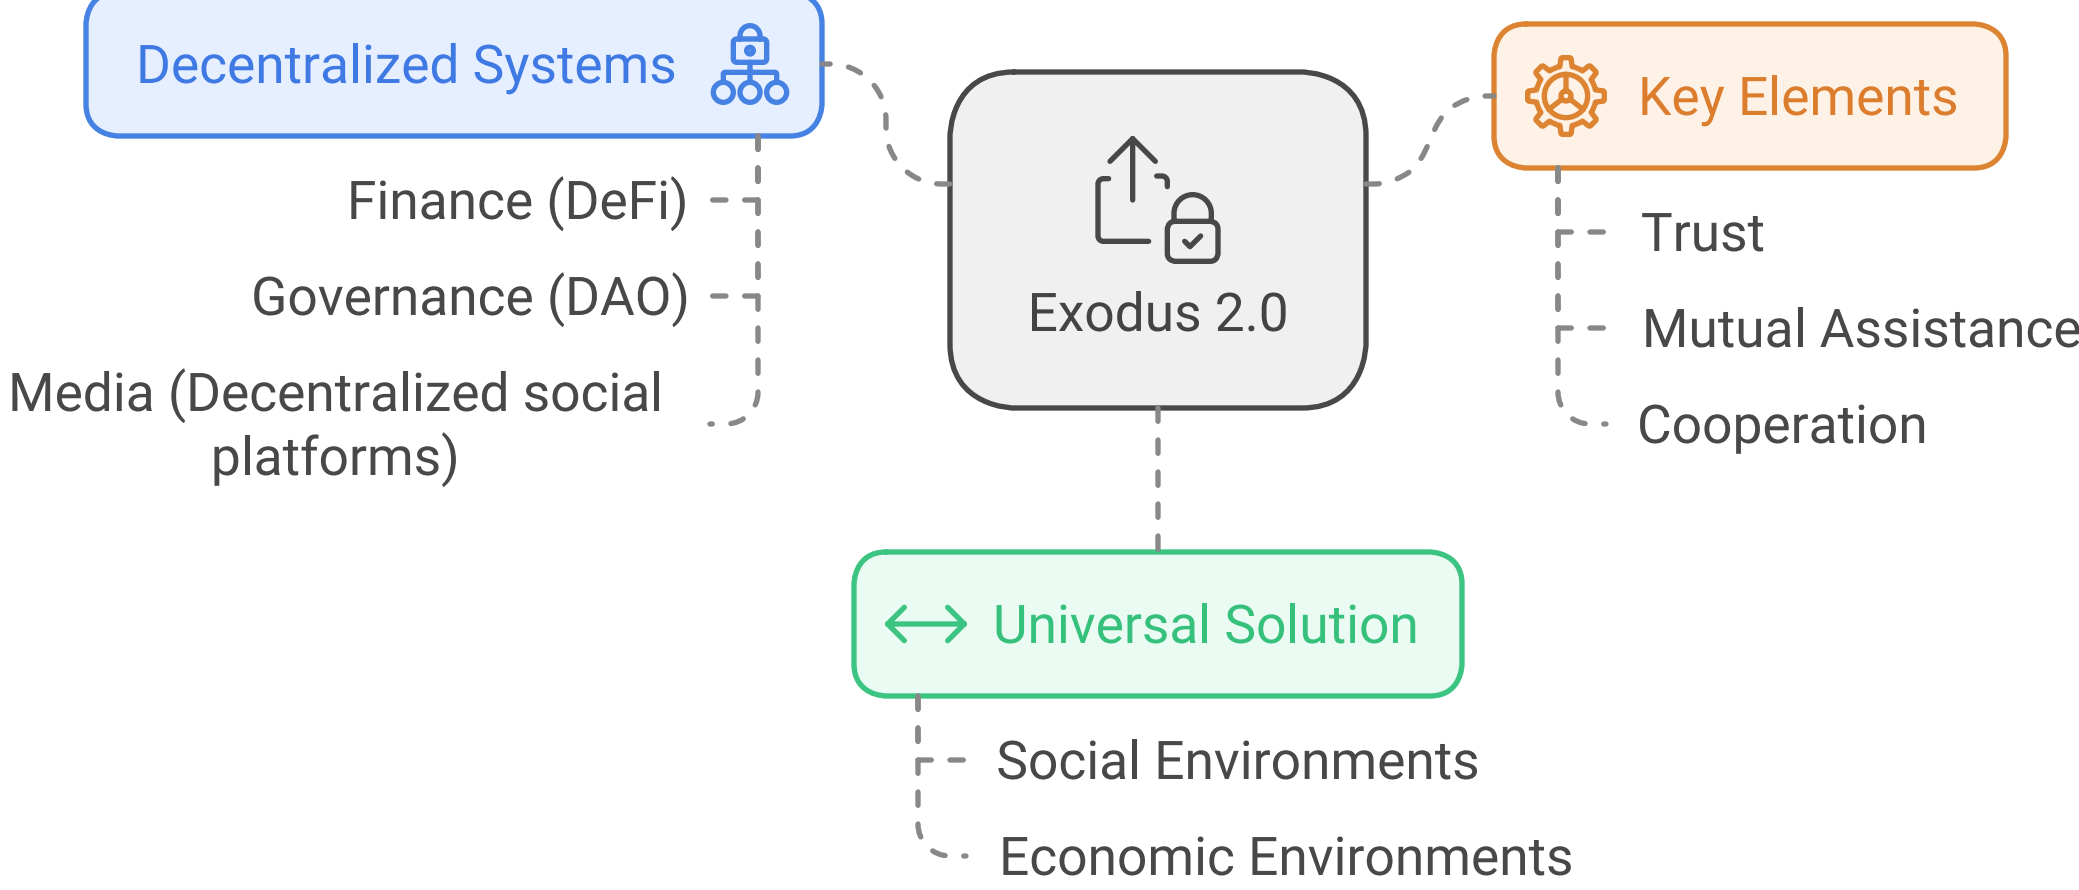 Decentralized Systems
Finance (DeFi)
Governance (DAO)
Media (Decentralized social
platforms)
Exodus 2.0
Key Elements
Trust
Mutual Assistance
Cooperation
Universal Solution
Social Environments
Economic Environments